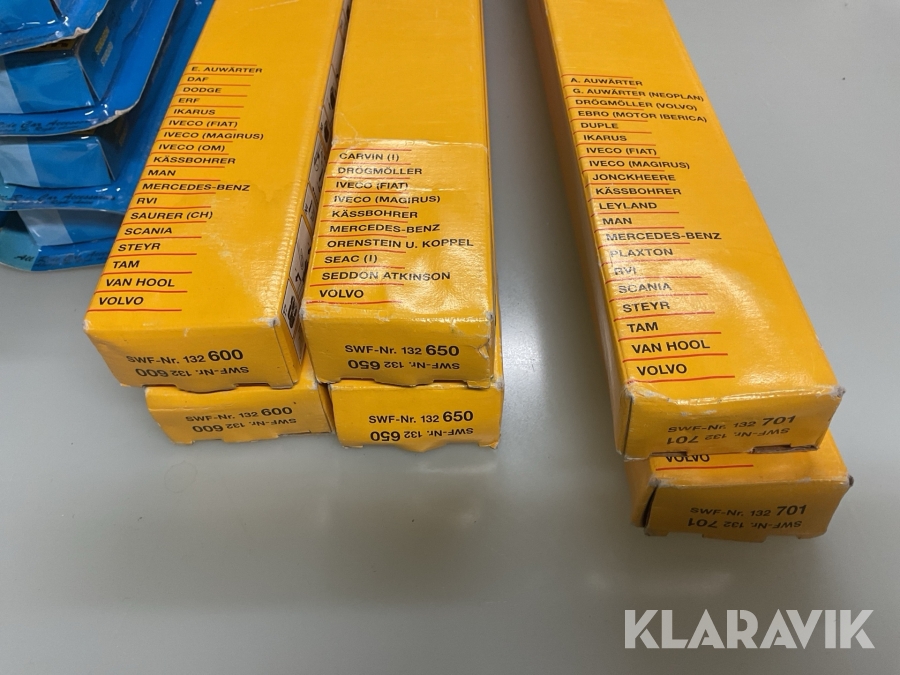 E. AUWÄRTER
DAF
DODGE
ERF
IKARUS
IVECO (FIAT)
IVECO (MAGIRUS)
IVECO (OM)
KÄSSBOHRER
MAN
MERCEDES-BENZ
RVI
SAURER (CH)
SCANIA
STEYR
TAM
VAN HOOL
VOLVO
SWF-Nr. 132 600
SWF-Nr. 132 600
SWF-Nr. 132 600
SWF-Nr. 132 600
CARVIN (I)
DRÖGMÖLLER
IVECO (FIAT)
IVECO (MAGIRUS)
KÄSSBOHRER
MERCEDES-BENZ
ORENSTEIN U. KOPPEL
SEAC (I)
SEDDON ATKINSON
VOLVO
SWF-Nr. 132 650
SWF-Nr. 132 650
SWF-Nr. 132 650
SWF-Nr. 132 650
A. AUWÄRTER
G. AUWÄRTER (NEOPLAN)
DRÖGMÖLLER (VOLVO)
EBRO (MOTOR IBERICA)
DUPLE
IKARUS
IVECO (FIAT)
IVECO (MAGIRUS)
JONCKHEERE
KÄSSBOHRER
LEYLAND
MAN
MERCEDES-BENZ
PLAXTON
RVI
SCANIA
STEYR
TAM
VAN HOOL
VOLVO
SWF-Nr. 132 701
SWF-Nr. 132 701
VOLVO
SWF-Nr. 132 701
SWF-Nr. 132 701
KLARAVIK